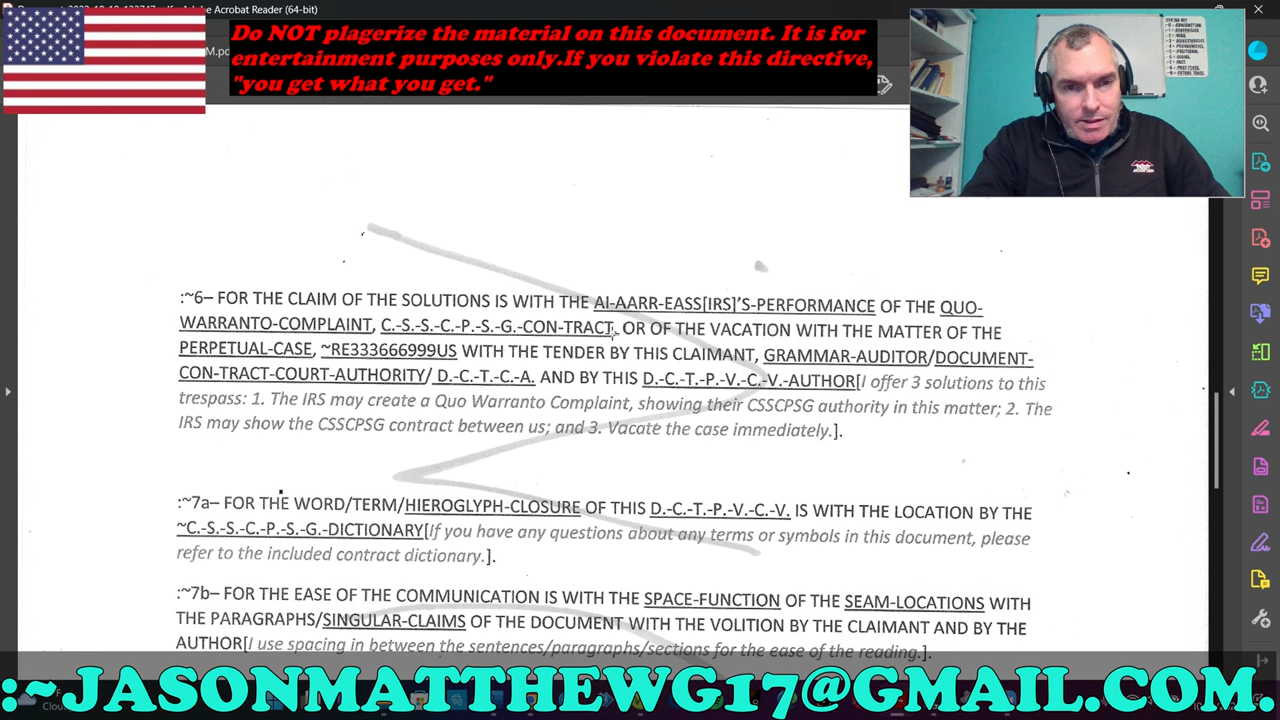 Adobe Acrobat Reader (64-bit)
Do NOT plagerize the material on this document. It is for
entertainment purposes only.If you violate this directive,
"you get what you get.
:~6– FOR THE CLAIM OF THE SOLUTIONS IS WITH THE AI-AARR-EASS[IRS]'S-PERFORMANCE OF THE QUO-
WARRANTO-COMPLAINT, C.-S.-S.-C.-P.-S.-G.-CON-TRACT, OR OF THE VACATION WITH THE MATTER OF THE
PERPETUAL-CASE, ~RE333666999US WITH THE TENDER BY THIS CLAIMANT, GRAMMAR-AUDITOR/DOCUMENT-
CON-TRACT-COURT-AUTHORITY/ D.-C.-T.-C.-A. AND BY THIS D.-C.-T.-P.-V.-C.-V.-AUTHOR[I offer 3 solutions to this
trespass: 1. The IRS may create a Quo Warranto Complaint, showing their CSSCPSG authority in this matter; 2. The
IRS may show the CSSCPSG contract between us; and 3. Vacate the case immediately.].
:~7a– FOR THE WORD/TERM/HIEROGLYPH-CLOSURE OF THIS D.-C.-T.-P.-V.-C.-V. IS WITH THE LOCATION BY THE
~C.-S.-S.-C.-P.-S.-G.-DICTIONARY[If you have any questions about any terms or symbols in this document, please
refer to the included contract dictionary.].
:~7b– FOR THE EASE OF THE COMMUNICATION IS WITH THE SPACE-FUNCTION OF THE SEAM-LOCATIONS WITH
THE PARAGRAPHS/SINGULAR-CLAIMS OF THE DOCUMENT WITH THE VOLITION BY THE CLAIMANT AND BY THE
AUTHOR[I use spacing in between the sentences/paragraphs/sections for the ease of the reading.].
:~JASONMATTHEWG17@GMAIL.COM.